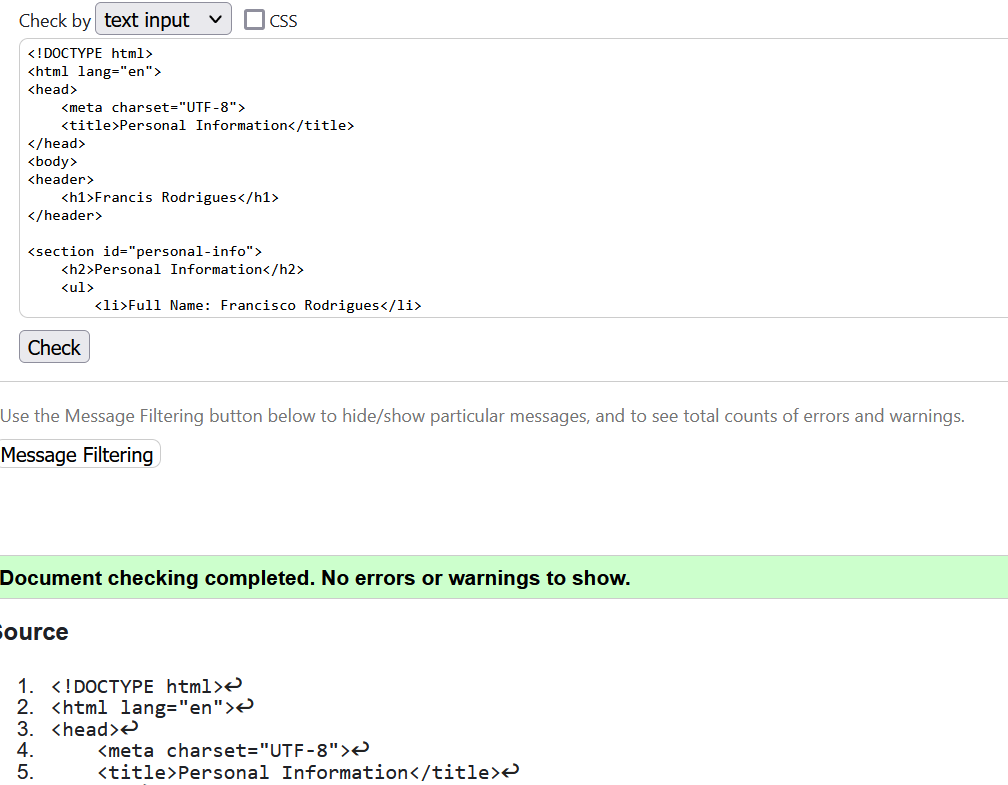 Check by text input CSS
<!DOCTYPE html>
<html lang="en">
<head>
    <meta charset="UTF-8">
    <title>Personal Information</title>
</head>
<body>
<header>
    <h1>Francis Rodrigues</h1>
</header>

<section id="personal-info">
    <h2>Personal Information</h2>
    <ul>
        <li>Full Name: Francisco Rodrigues</li>
Check
Use the Message Filtering button below to hide/show particular messages, and to see total counts of errors and warnings.
Message Filtering
Document checking completed. No errors or warnings to show.
Source
1. <!DOCTYPE html>↩
2. <html lang="en">↩
3. <head>↩
4.     <meta charset="UTF-8">↩
5.     <title>Personal Information</title>↩